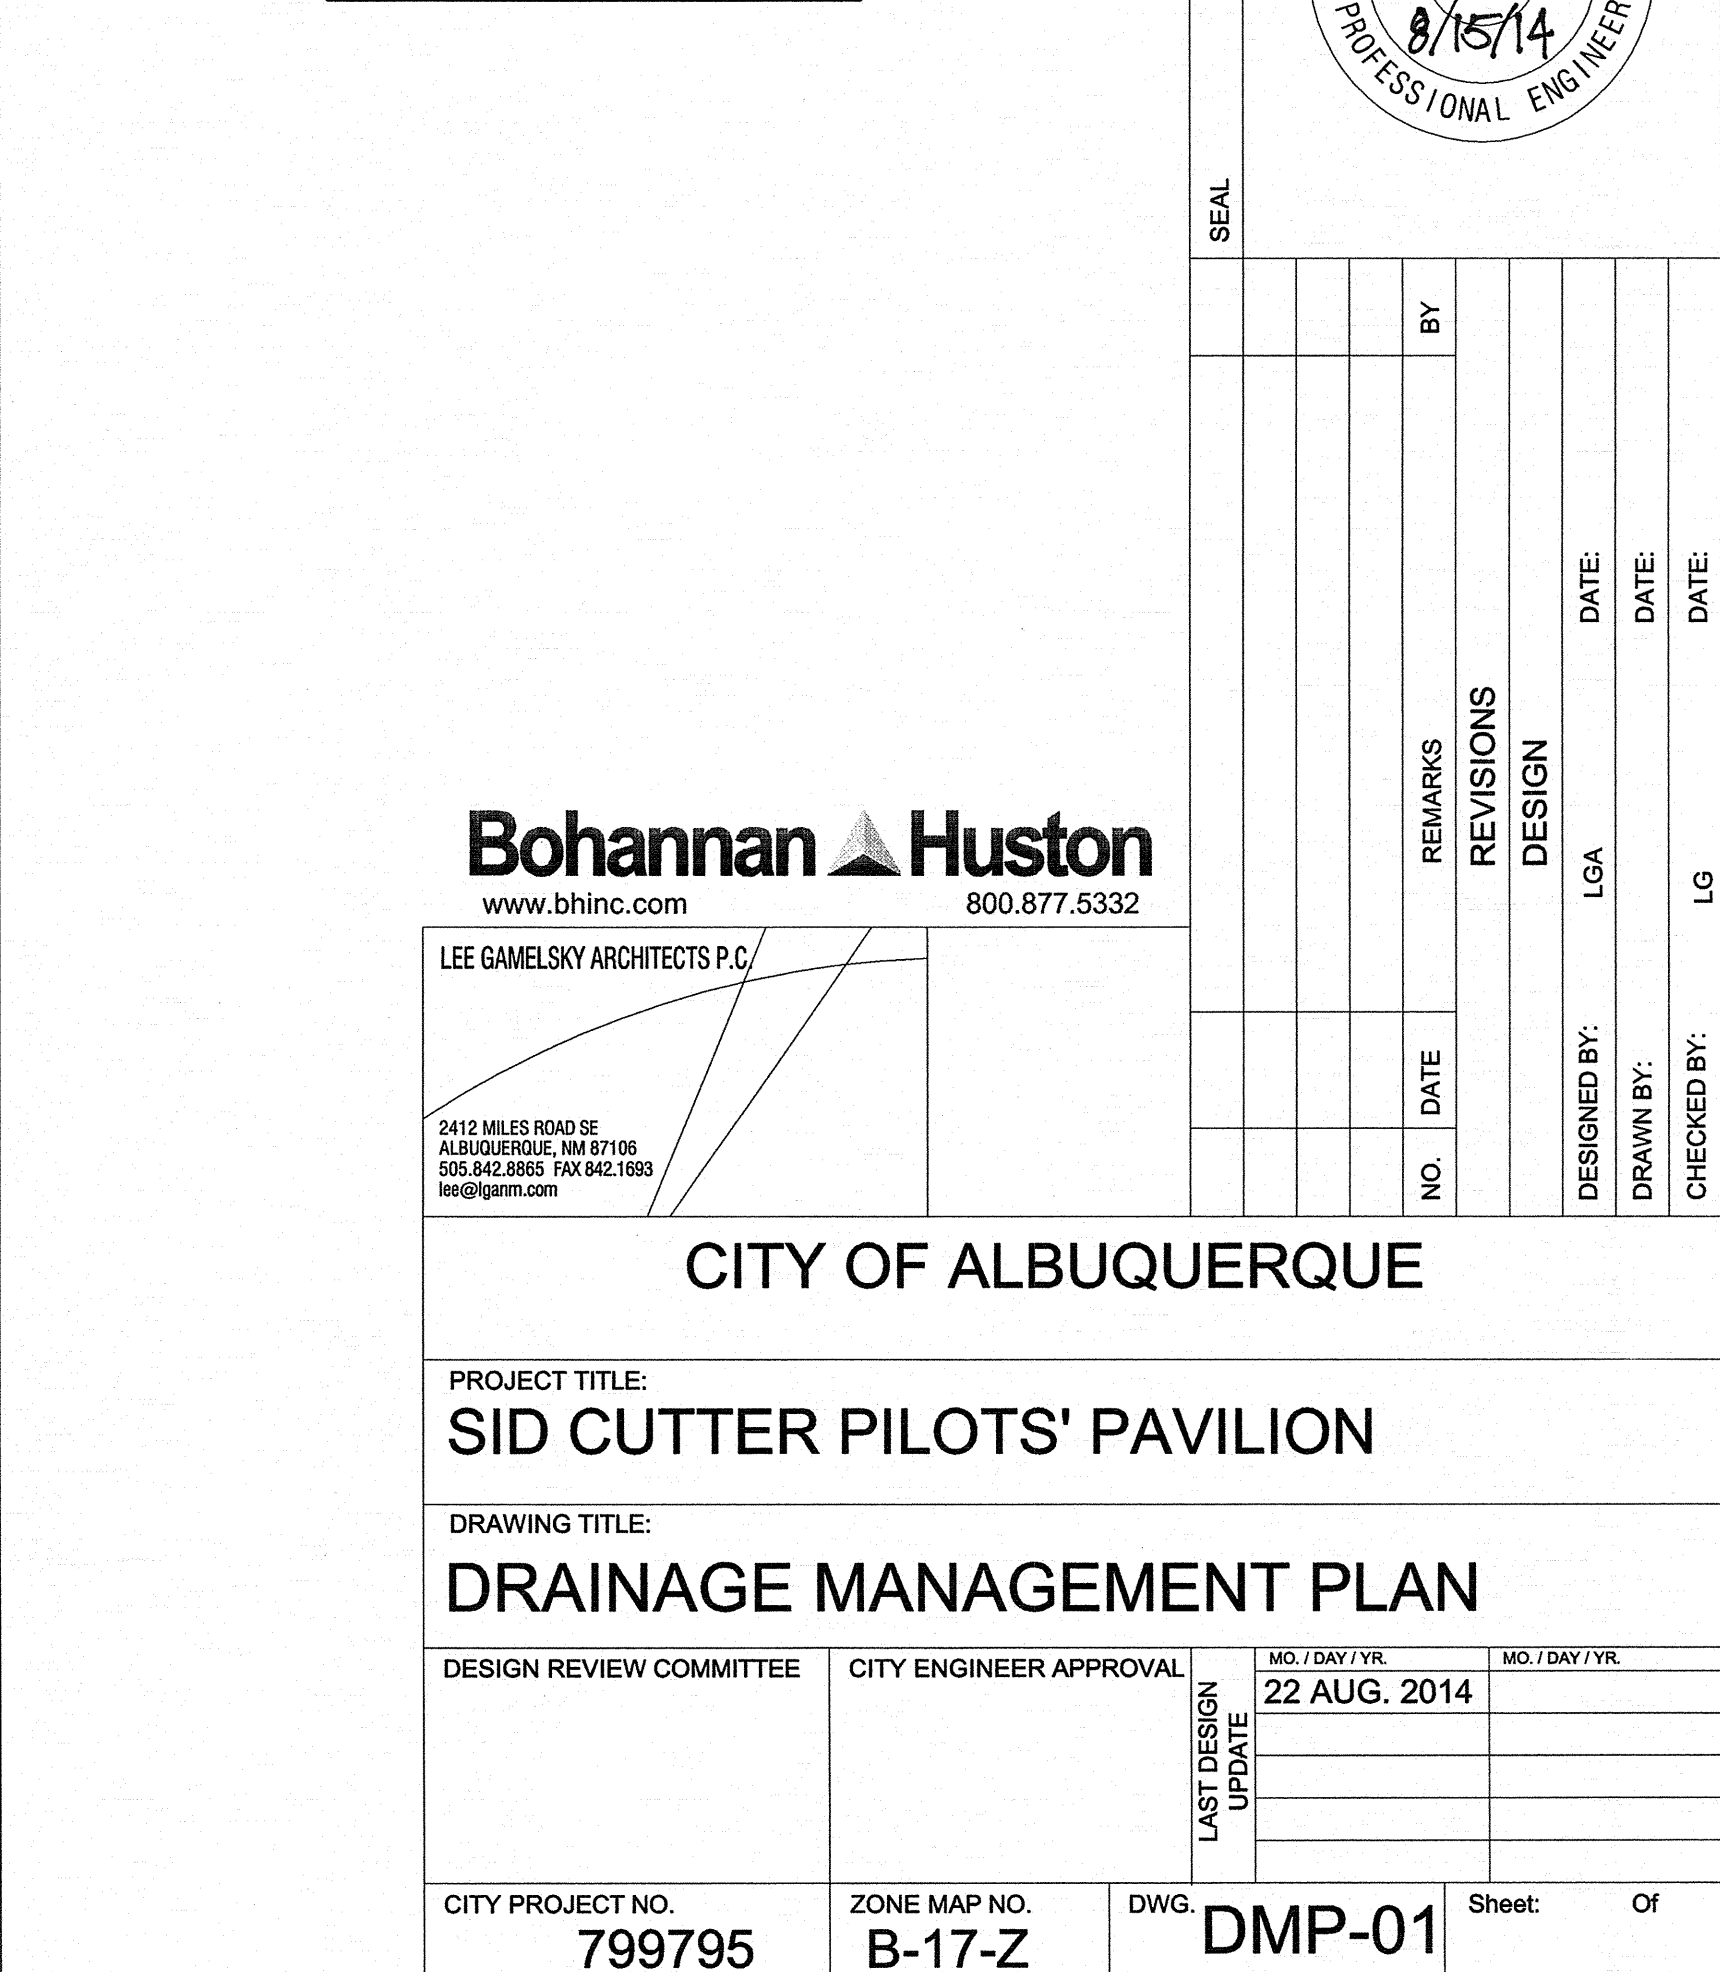 8/15/14
PROFESSIONAL ENGINEER
SEAL
BY
REMARKS
DATE
NO.
REVISIONS
DESIGN
DESIGNED BY: LGA DATE:
DRAWN BY: DATE:
CHECKED BY: LG DATE:
Bohannan Huston
www.bhinc.com 800.877.5332
LEE GAMELSKY ARCHITECTS P.C.
2412 MILES ROAD SE
ALBUQUERQUE, NM 87106
505.842.8865 FAX 842.1693
lee@lganm.com
CITY OF ALBUQUERQUE
PROJECT TITLE:
SID CUTTER PILOTS' PAVILION
DRAWING TITLE:
DRAINAGE MANAGEMENT PLAN
DESIGN REVIEW COMMITTEE
CITY ENGINEER APPROVAL
LAST DESIGN
UPDATE
MO. / DAY / YR. MO. / DAY / YR.
22 AUG. 2014
CITY PROJECT NO.
799795
ZONE MAP NO.
B-17-Z
DWG.
DMP-01
Sheet: Of